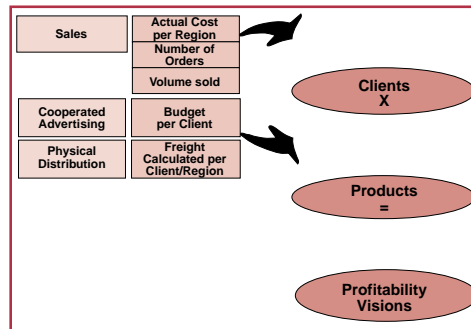 Sales
Actual Cost
per Region
Number of
Orders
Volume sold
Cooperated
Advertising
Budget
per Client
Physical
Distribution
Freight
Calculated per
Client/Region
Clients
X
Products
=
Profitability
Visions